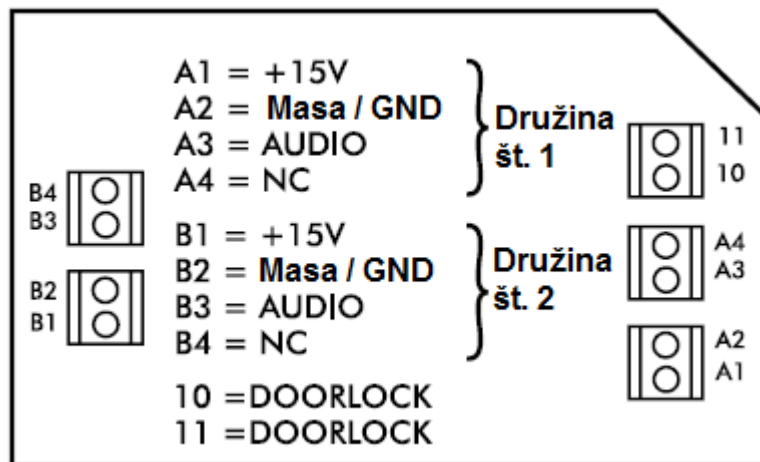 A1 = +15V
A2 = Masa / GND
A3 = AUDIO
A4 = NC
Družina
št. 1
B1 = +15V
B2 = Masa / GND
B3 = AUDIO
B4 = NC
Družina
št. 2
10 =DOORLOCK
11 =DOORLOCK
B4
B3
B2
B1
11
10
A4
A3
A2
A1